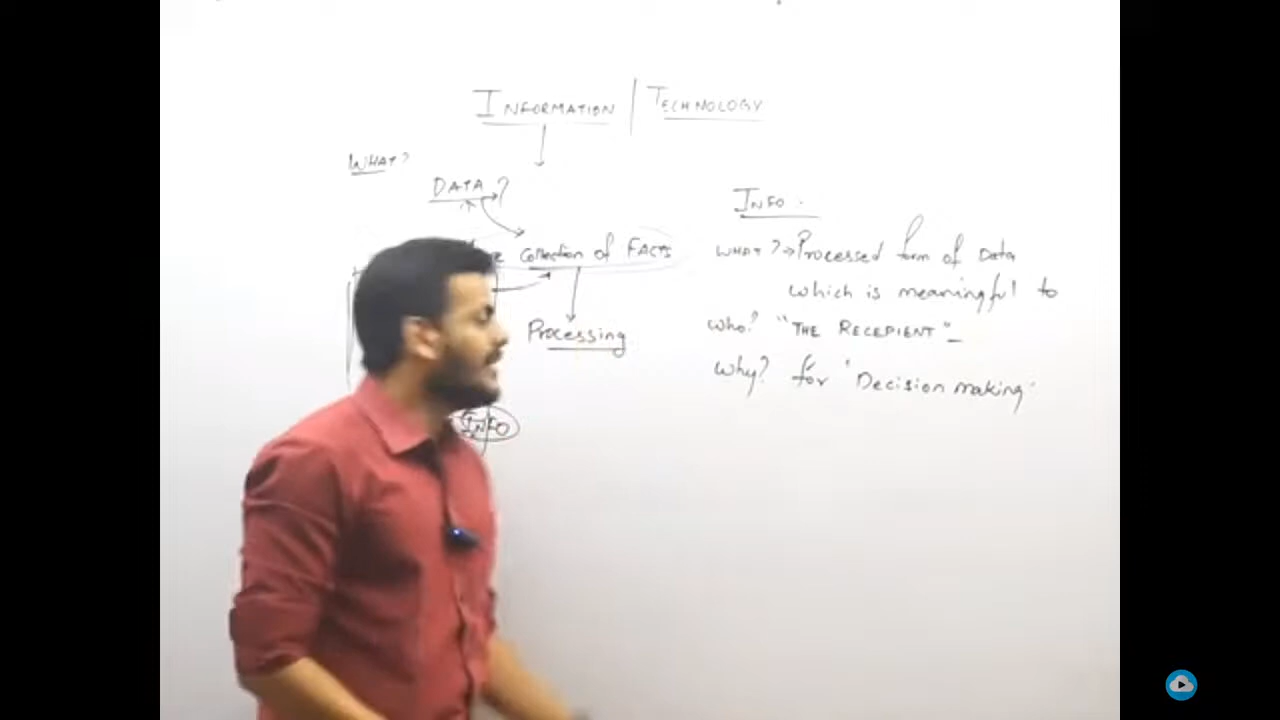 INFORMATION | TECHNOLOGY
WHAT?
DATA ?
Collection of FACTS
Processing
INFO
INFO.
WHAT? → Processed form of Data
which is meaningful to
who? "THE RECEPIENT" –
Why? for 'Decision making'